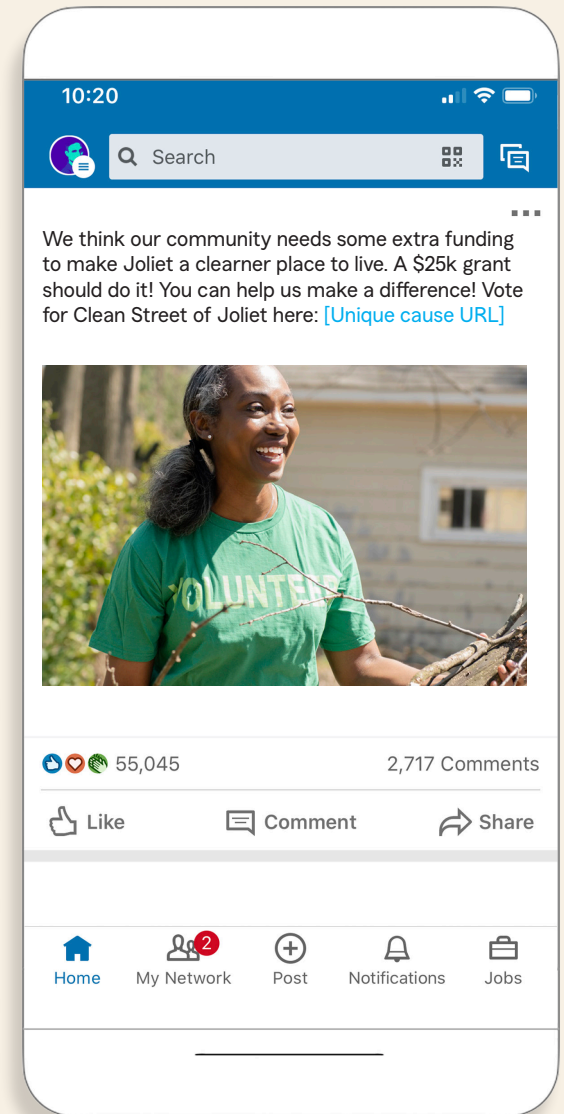 10:20
Search
We think our community needs some extra funding
to make Joliet a clearner place to live. A $25k grant
should do it! You can help us make a difference! Vote
for Clean Street of Joliet here: [Unique cause URL]
VOLUNTEER
55,045
2,717 Comments
Like
Comment
Share
2
Home
My Network
Post
Notifications
Jobs